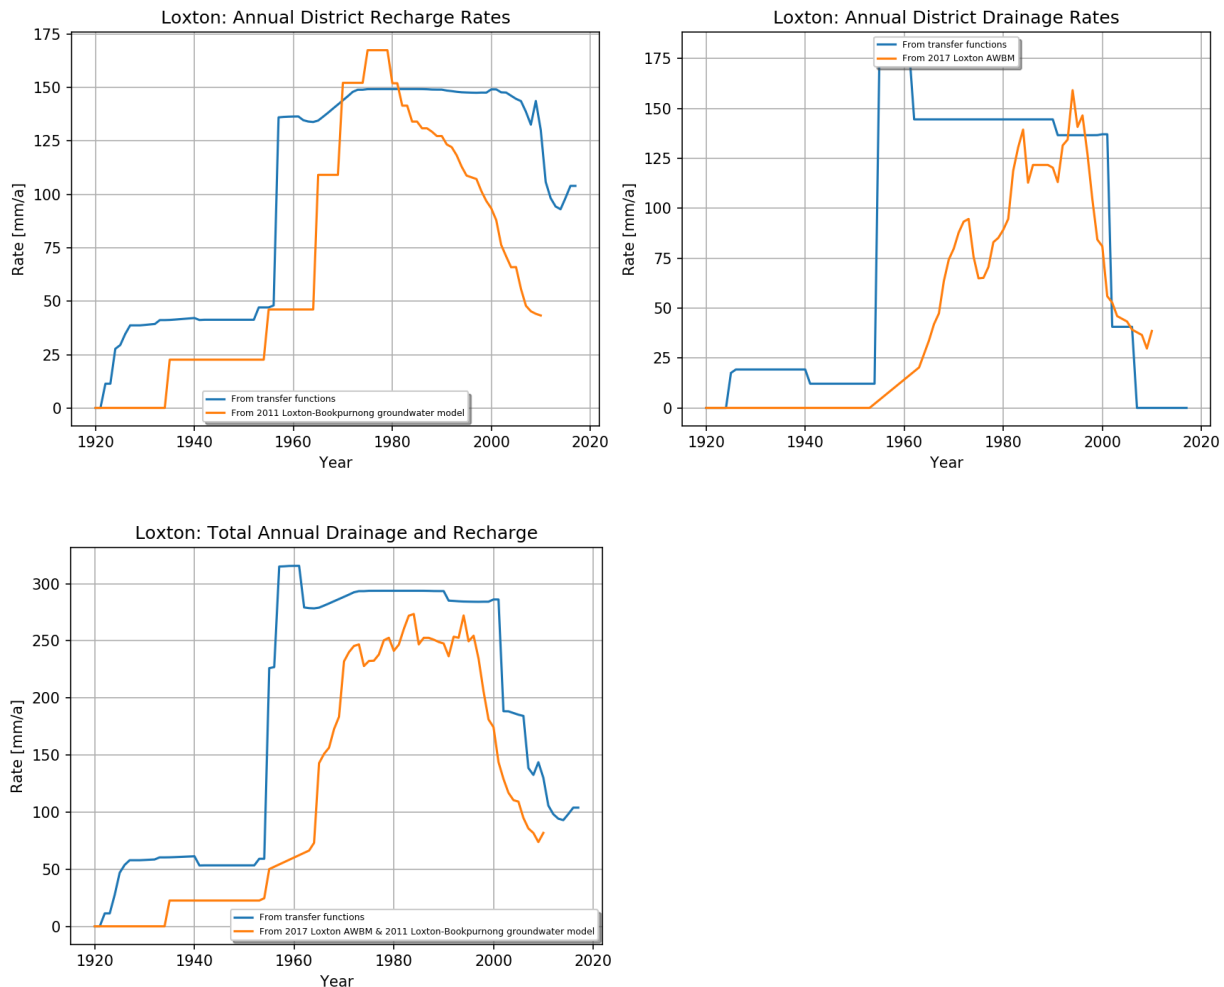 Loxton: Annual District Recharge Rates
175
150
125
100
75
50
25
0
Rate [mm/a]
From transfer functions
From 2011 Loxton-Bookpurnong groundwater model
1920 1940 1960 1980 2000 2020
Year
Loxton: Annual District Drainage Rates
From transfer functions
From 2017 Loxton AWBM
175
150
125
100
75
50
25
0
Rate [mm/a]
1920 1940 1960 1980 2000 2020
Year
Loxton: Total Annual Drainage and Recharge
300
250
200
150
100
50
0
Rate [mm/a]
From transfer functions
From 2017 Loxton AWBM & 2011 Loxton-Bookpurnong groundwater model
1920 1940 1960 1980 2000 2020
Year